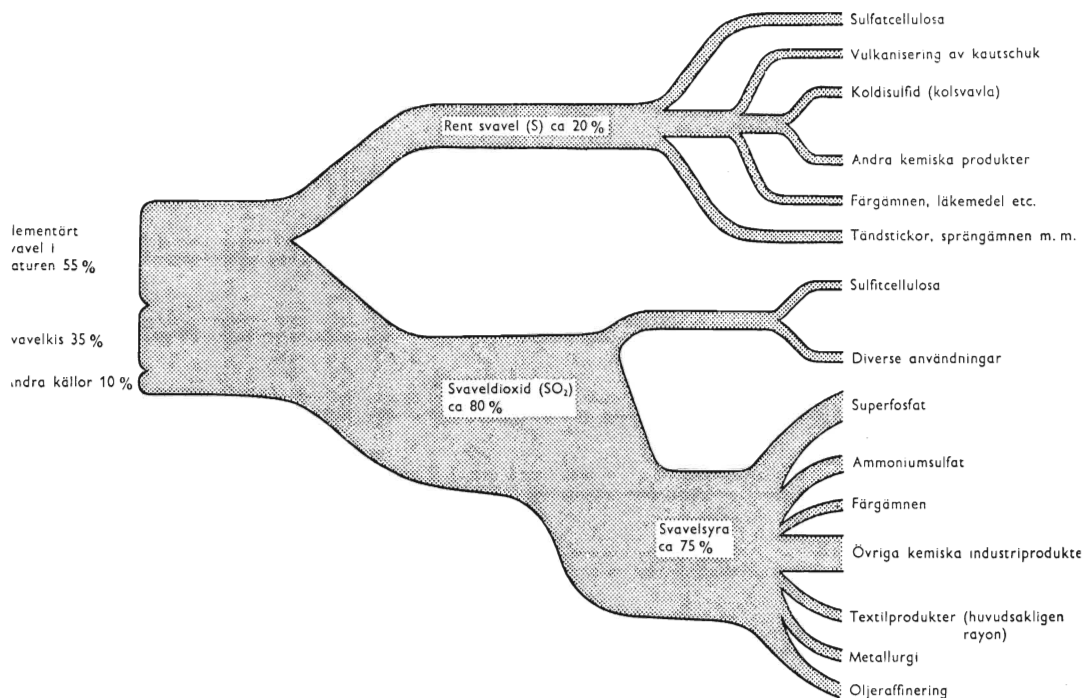 Sulfatcellulosa
Vulkanisering av kautschuk
Koldisulfid (kolsvavla)
Rent svavel (S) ca 20 %
Andra kemiska produkter
Färgämnen, läkemedel etc.
Tändstickor, sprängämnen m. m.
lementärt
vavel i
aturen 55 %
vavelkis 35 %
ndra källor 10 %
Sulfitcellulosa
Diverse användningar
Svaveldioxid (SO₂)
ca 80 %
Superfosfat
Ammoniumsulfat
Färgämnen
Svavelsyra
ca 75 %
Övriga kemiska industriprodukte
Textilprodukter (huvudsakligen
rayon)
Metallurgi
Oljeraffinering